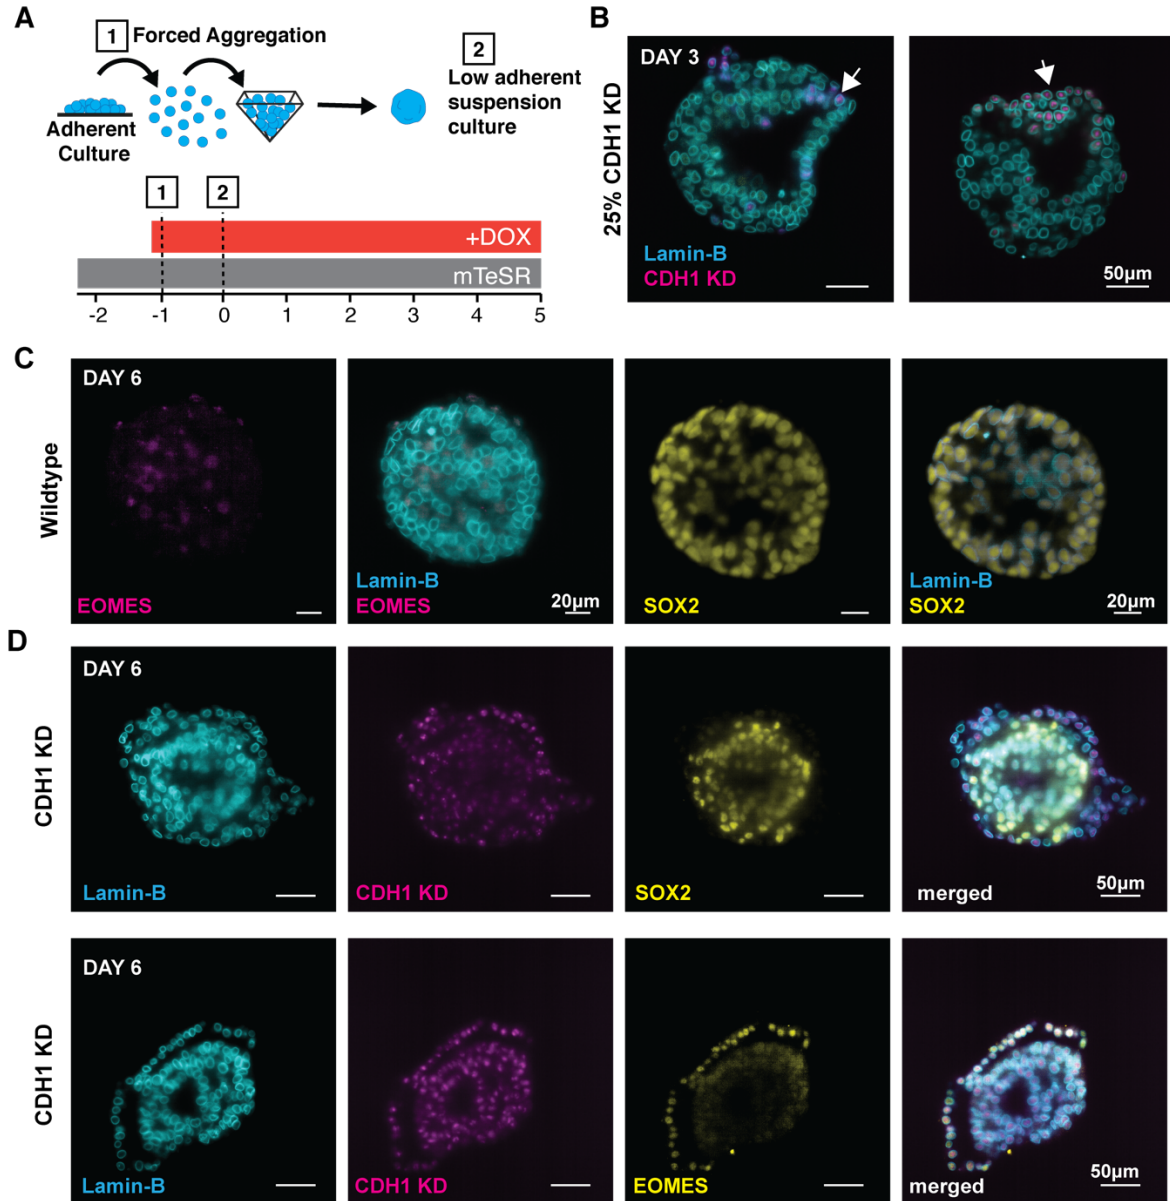 A
1 Forced Aggregation
2
Low adherent
suspension
culture
Adherent
Culture
1 2
+DOX
mTeSR
-2 -1 0 1 2 3 4 5
B
25% CDH1 KD
DAY 3
Lamin-B
CDH1 KD
50µm
C
Wildtype
DAY 6
EOMES
Lamin-B
EOMES
20µm
SOX2
Lamin-B
SOX2
20µm
D
CDH1 KD
DAY 6
Lamin-B
CDH1 KD
SOX2
merged
50µm
CDH1 KD
DAY 6
Lamin-B
CDH1 KD
EOMES
merged
50µm